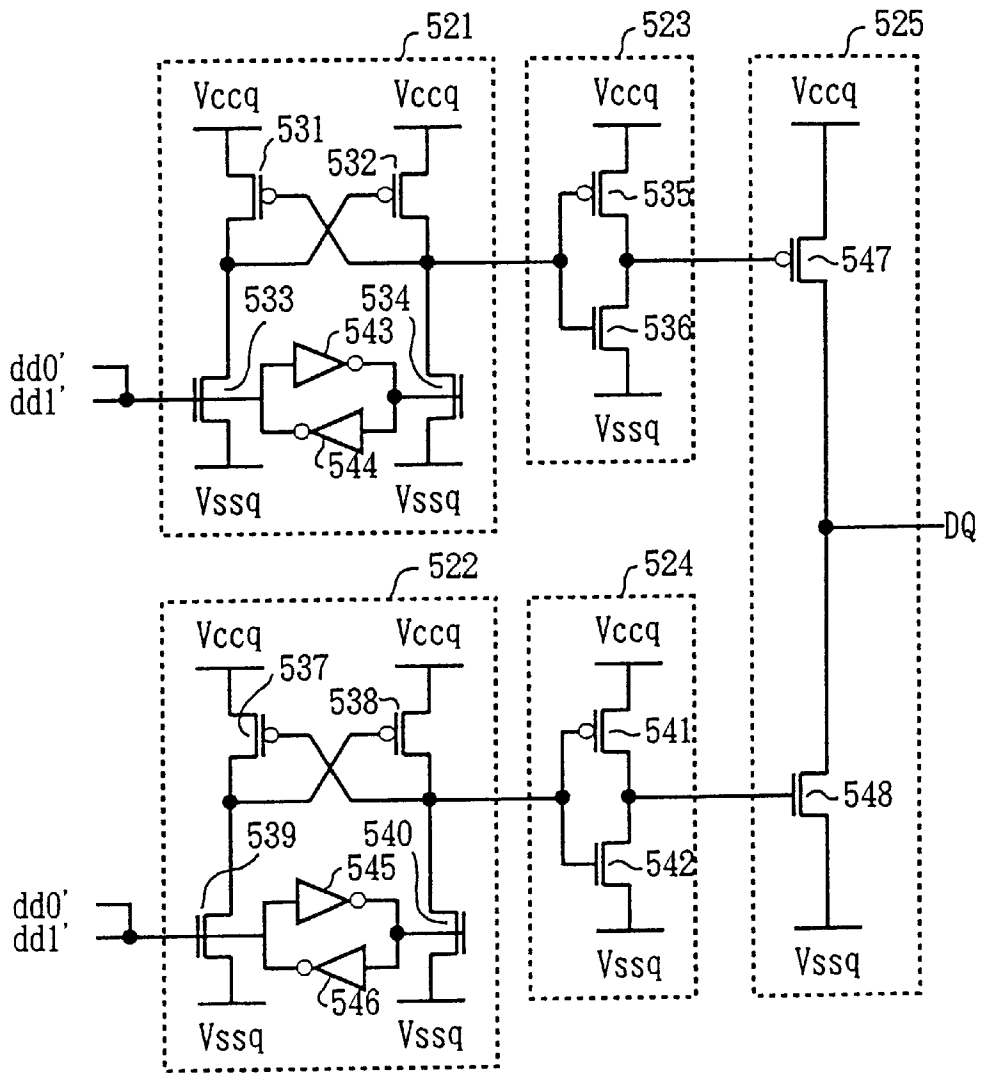 521
523
525
Vccq
Vccq
Vccq
Vccq
531
532
535
547
533
534
543
536
dd0'
dd1'
544
Vssq
Vssq
Vssq
DQ
522
524
Vccq
Vccq
Vccq
537
538
541
548
539
540
545
542
dd0'
dd1'
546
Vssq
Vssq
Vssq
Vssq